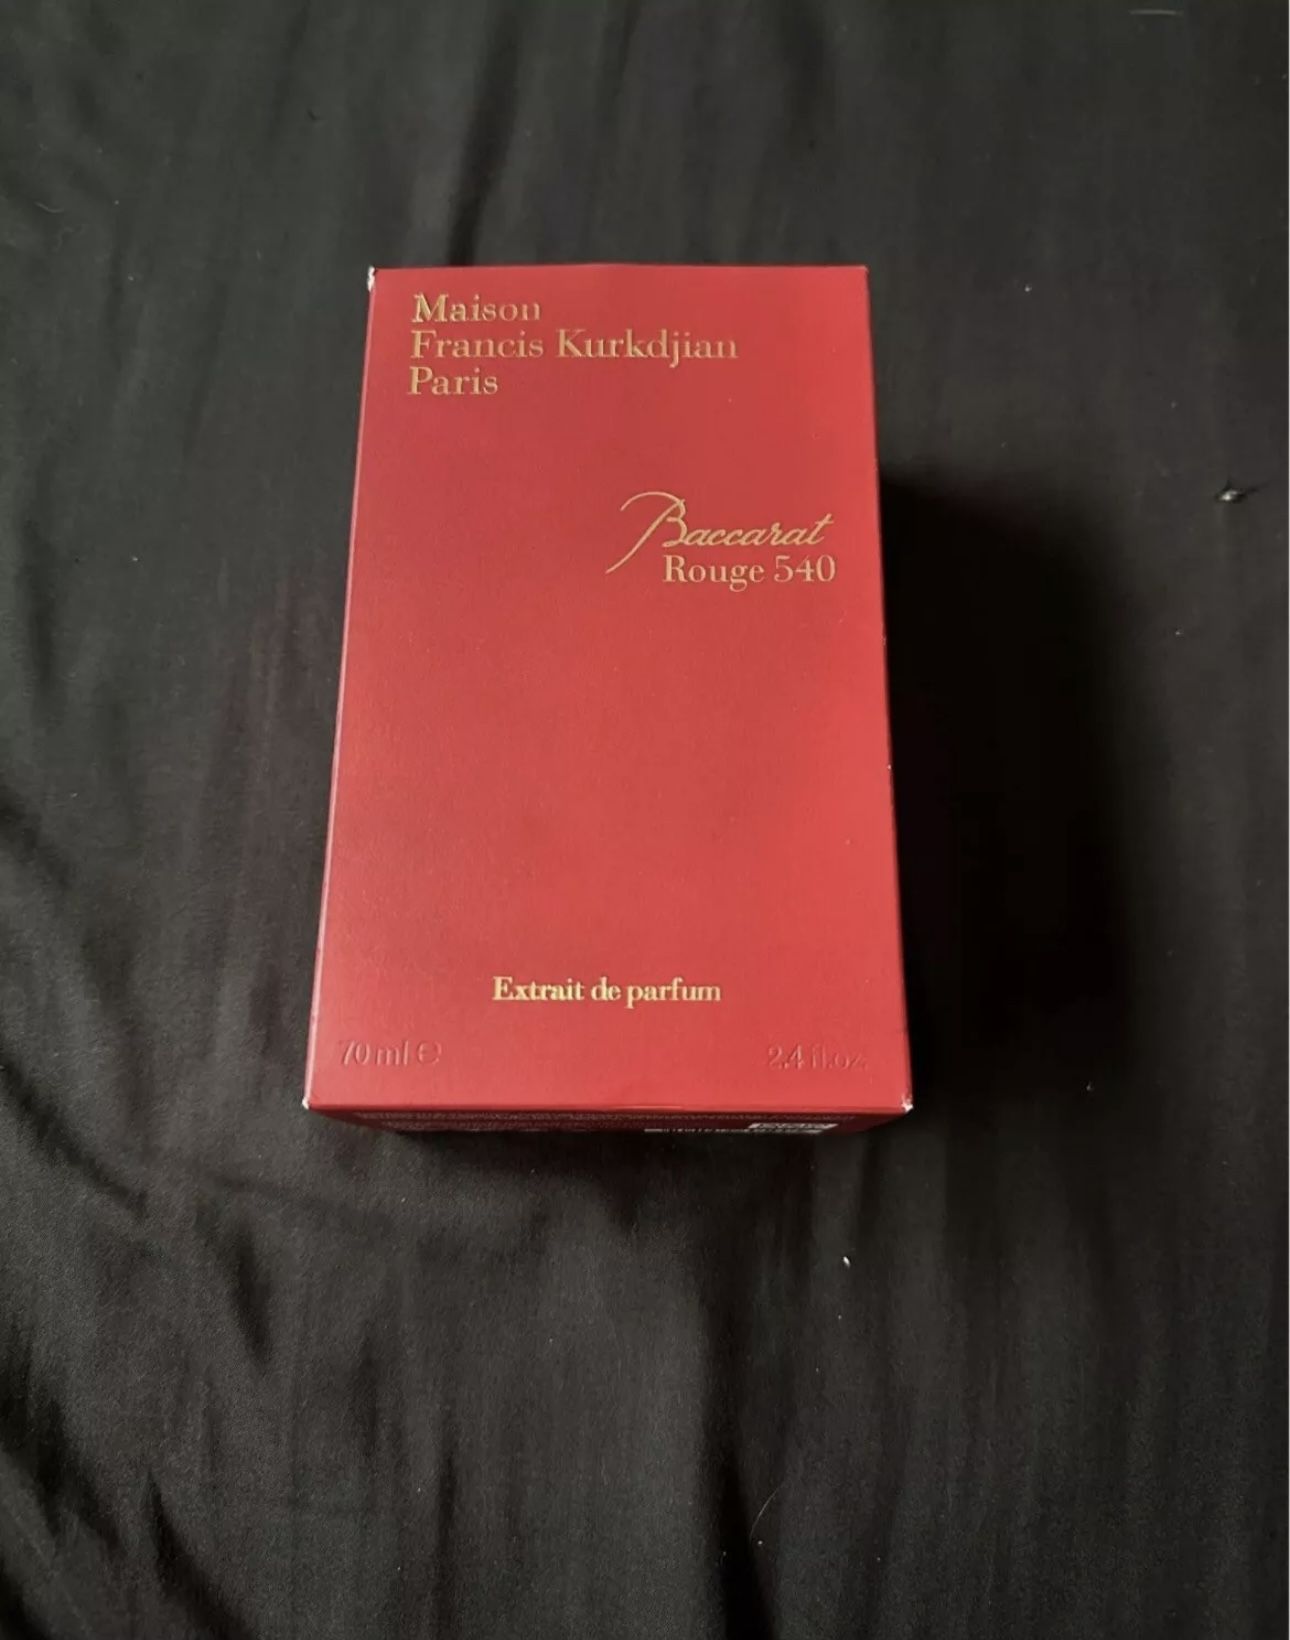 Maison
Francis Kurkdjian
Paris
Baccarat
Rouge 540
Extrait de parfum
70 ml ℮
2.4 fl.oz.